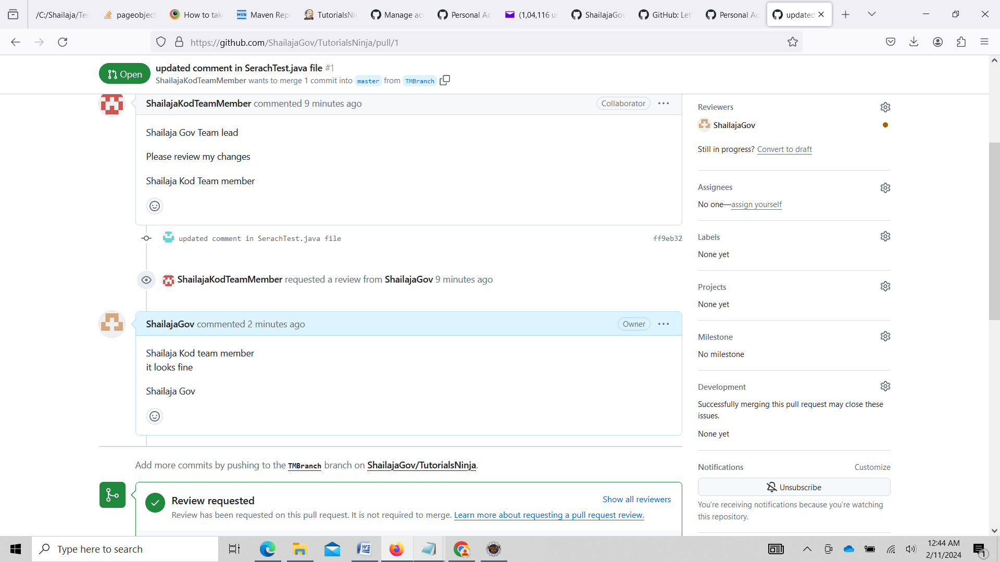 /C:/Shailaja/Tes
pageobject
How to tak
Maven Rep
TutorialsNi
Manage ac
Personal Ac
(1,04,116 u
ShailajaGov
GitHub: Let
Personal Ac
updated
https://github.com/ShailajaGov/TutorialsNinja/pull/1
Open
updated comment in SerachTest.java file #1
ShailajaKodTeamMember wants to merge 1 commit into master from TMBranch
ShailajaKodTeamMember commented 9 minutes ago
Collaborator
Shailaja Gov Team lead
Please review my changes
Shailaja Kod Team member
updated comment in SerachTest.java file
ff9eb32
ShailajaKodTeamMember requested a review from ShailajaGov 9 minutes ago
ShailajaGov commented 2 minutes ago
Owner
Shailaja Kod team member
it looks fine
Shailaja Gov
Add more commits by pushing to the TMBranch branch on ShailajaGov/TutorialsNinja.
Review requested
Show all reviewers
Review has been requested on this pull request. It is not required to merge. Learn more about requesting a pull request review.
Reviewers
ShailajaGov
Still in progress? Convert to draft
Assignees
No one—assign yourself
Labels
None yet
Projects
None yet
Milestone
No milestone
Development
Successfully merging this pull request may close these
issues.
None yet
Notifications
Customize
Unsubscribe
You're receiving notifications because you're watching
this repository.
Type here to search
12:44 AM
2/11/2024
1